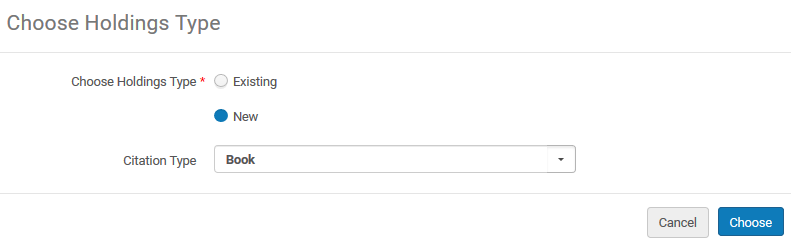 Choose Holdings Type
Choose Holdings Type * Existing
New
Citation Type Book
Cancel Choose